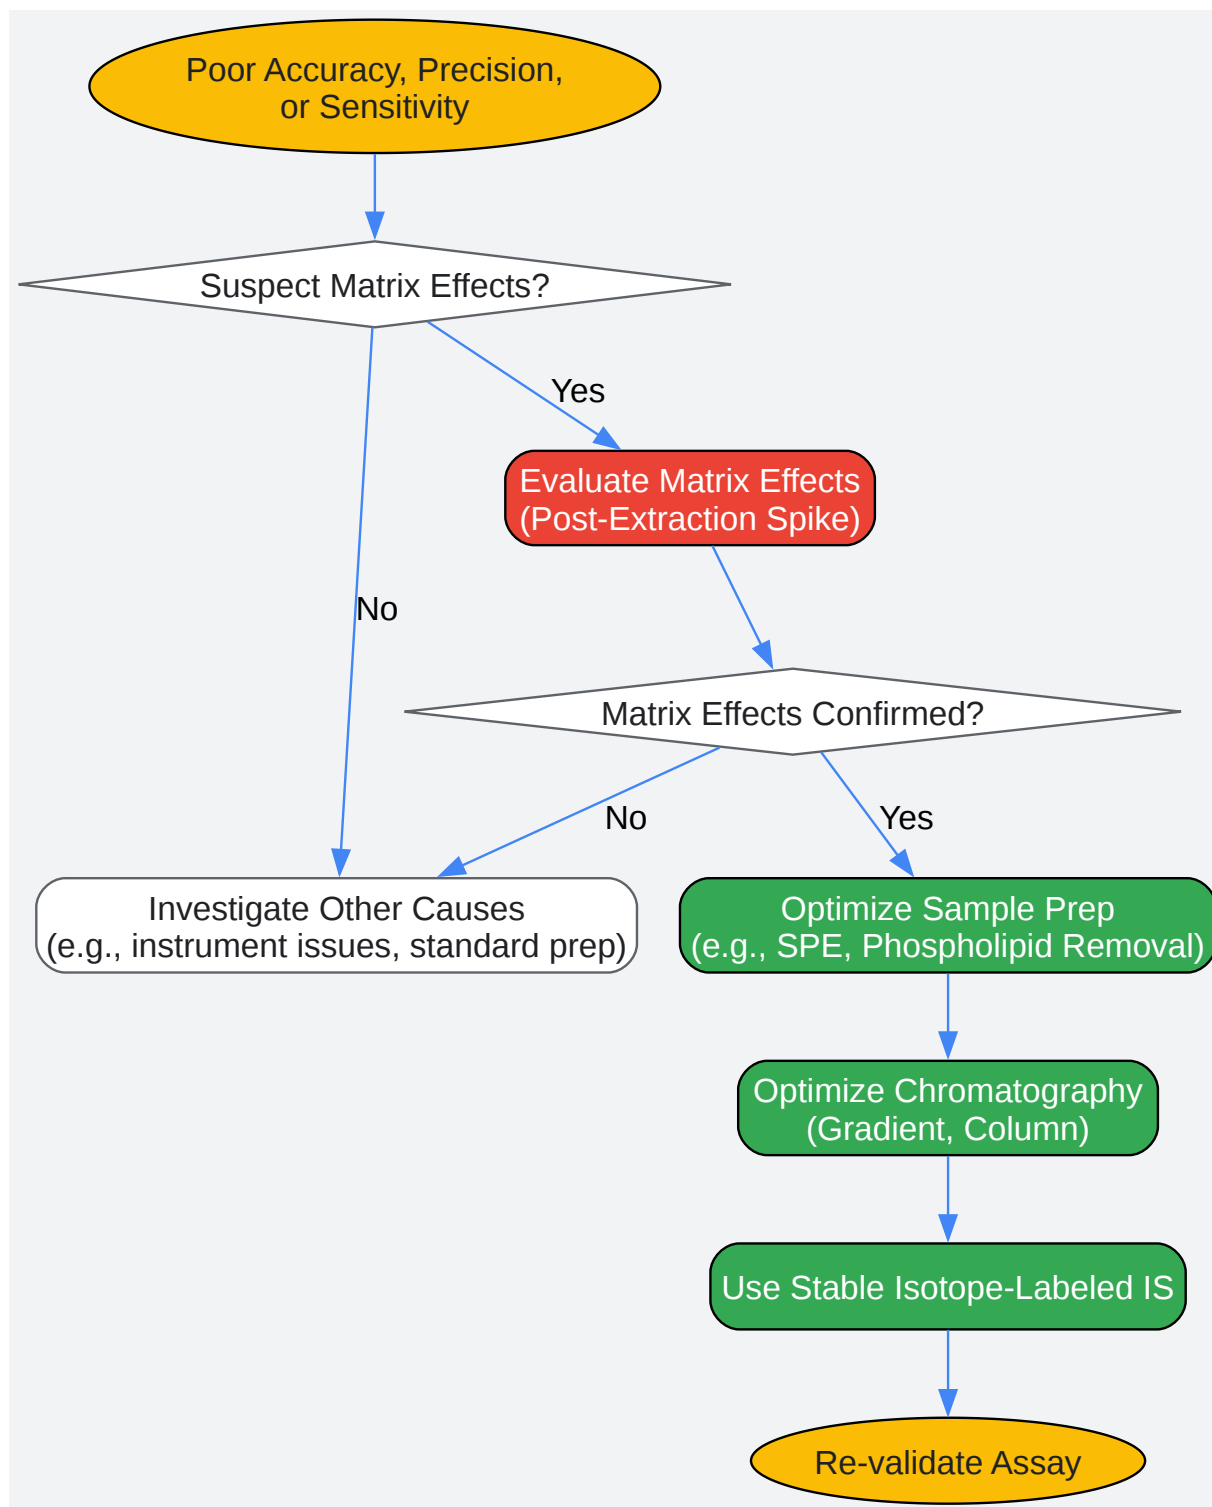 Poor Accuracy, Precision,
or Sensitivity
Suspect Matrix Effects?
Yes
Evaluate Matrix Effects
(Post-Extraction Spike)
No
Matrix Effects Confirmed?
No
Yes
Investigate Other Causes
(e.g., instrument issues, standard prep)
Optimize Sample Prep
(e.g., SPE, Phospholipid Removal)
Optimize Chromatography
(Gradient, Column)
Use Stable Isotope-Labeled IS
Re-validate Assay